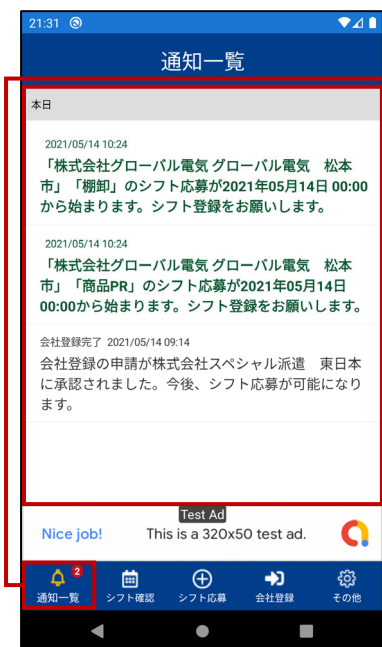 21:31
通知一覧
本日
2021/05/14 10:24
「株式会社グローバル電気 グローバル電気　松本
市」「棚卸」のシフト応募が2021年05月14日 00:00
から始まります。シフト登録をお願いします。
2021/05/14 10:24
「株式会社グローバル電気 グローバル電気　松本
市」「商品PR」のシフト応募が2021年05月14日
00:00から始まります。シフト登録をお願いします。
会社登録完了 2021/05/14 09:14
会社登録の申請が株式会社スペシャル派遣　東日本
に承認されました。今後、シフト応募が可能になり
ます。
Test Ad
Nice job! This is a 320x50 test ad.
2
通知一覧 シフト確認 シフト応募 会社登録 その他